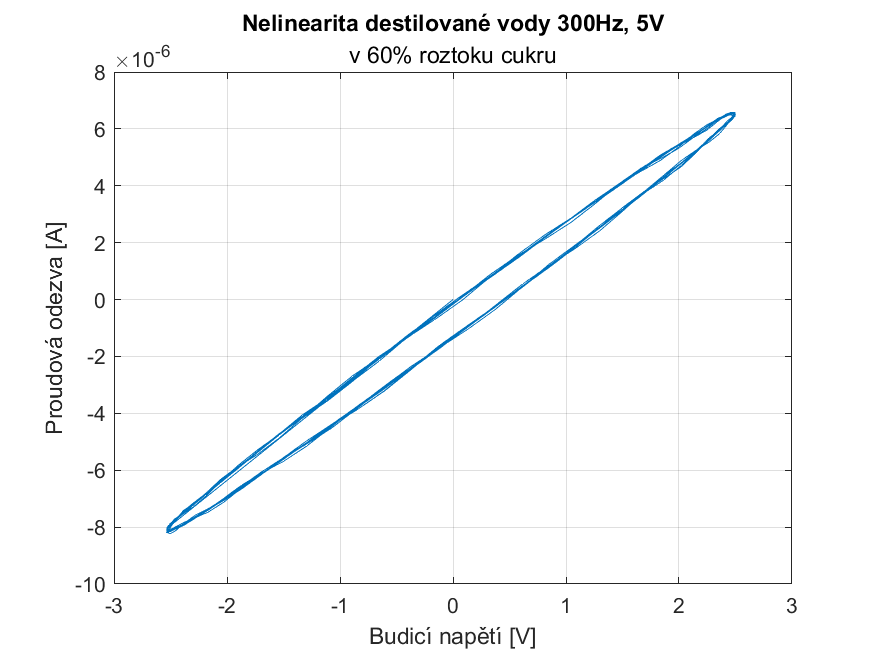 Nelinearita destilované vody 300Hz, 5V
v 60% roztoku cukru
×10⁻⁶
8
6
4
2
0
-2
-4
-6
-8
-10
-3 -2 -1 0 1 2 3
Proudová odezva [A]
Budicí napětí [V]